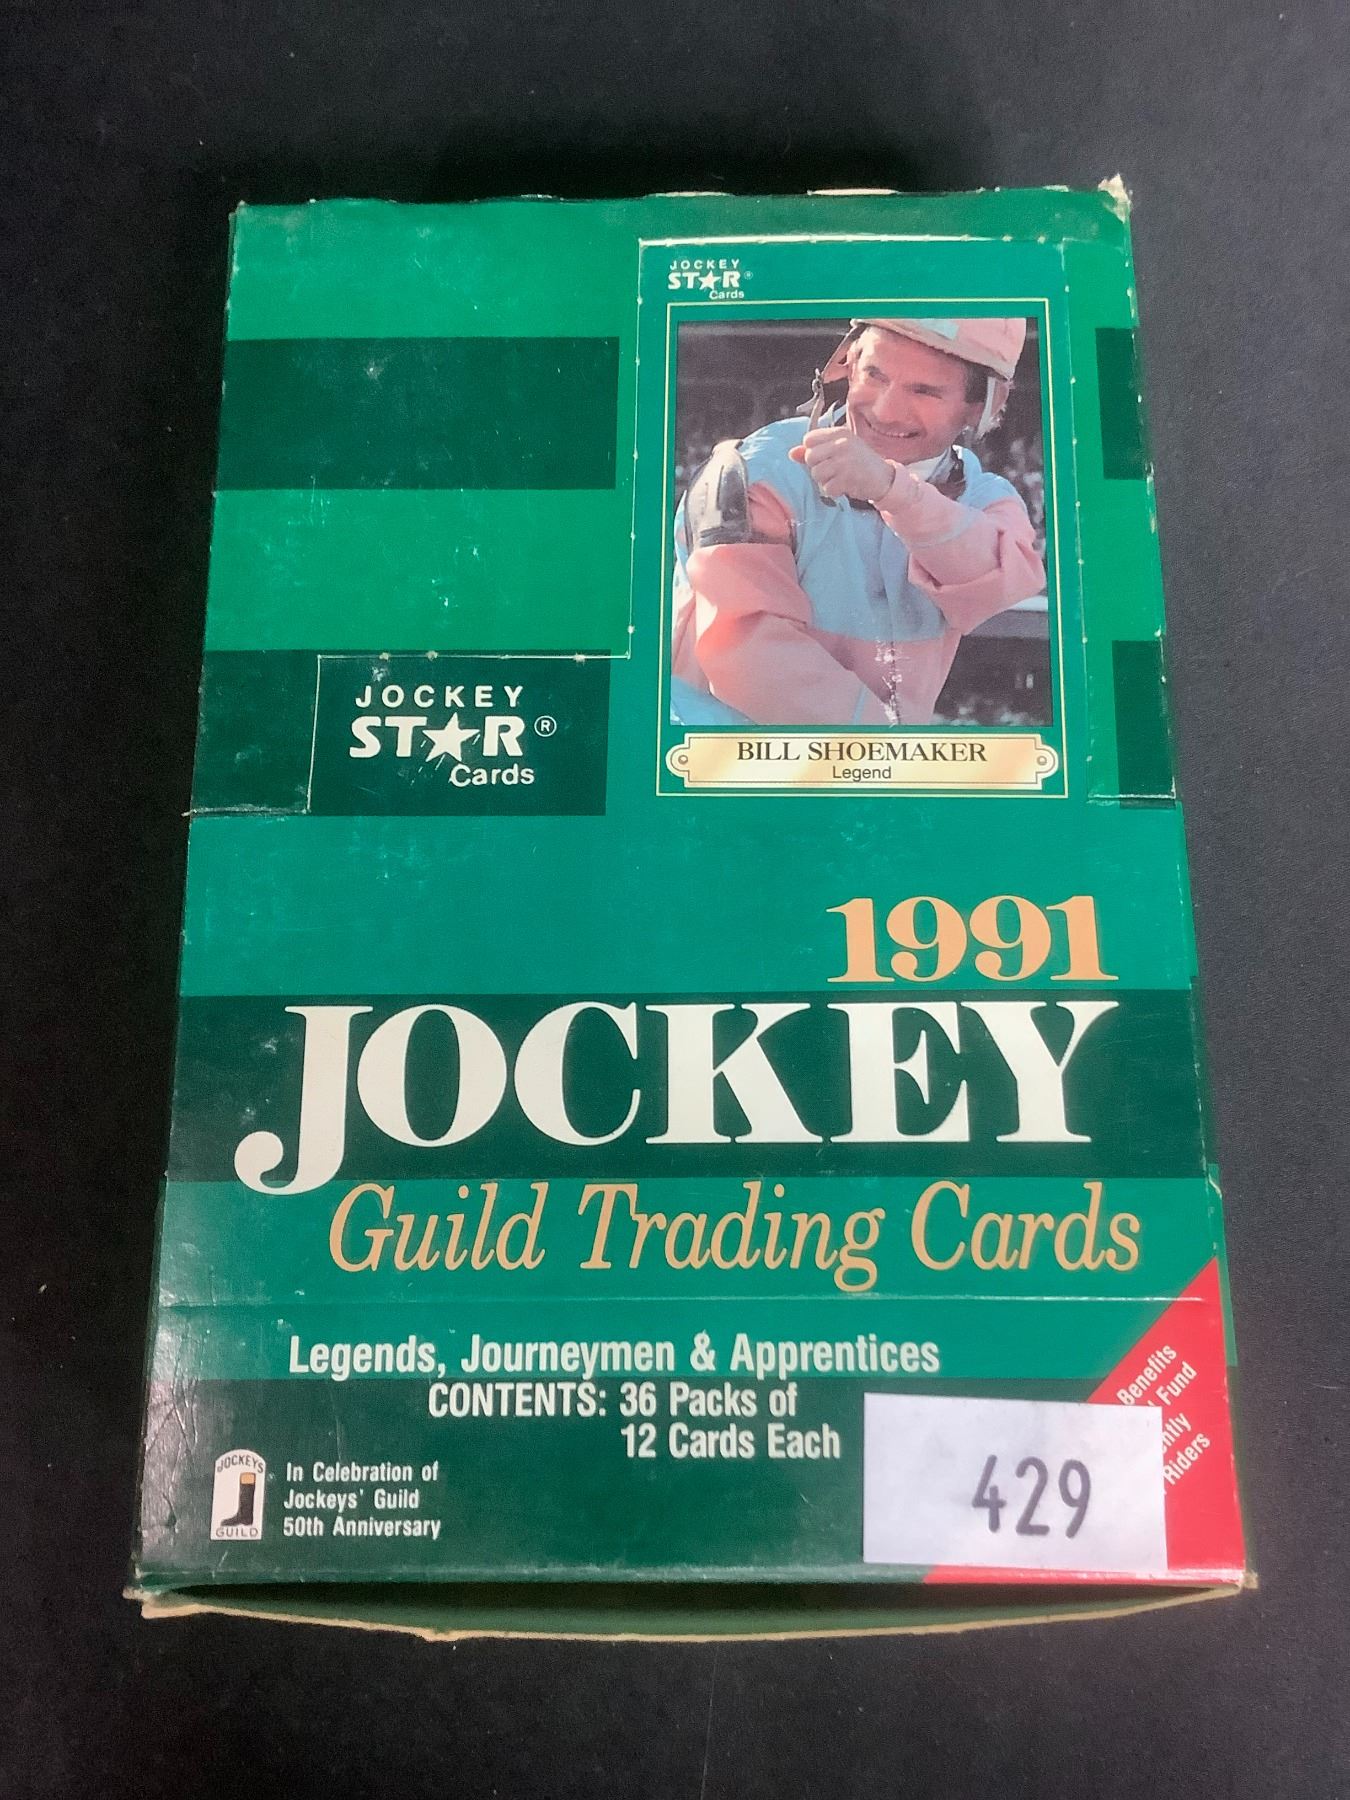 JOCKEY
STAR®
Cards
BILL SHOEMAKER
Legend
JOCKEY
STAR®
Cards
1991
JOCKEY
Guild Trading Cards
Legends, Journeymen & Apprentices
CONTENTS: 36 Packs of
12 Cards Each
JOCKEYS'
GUILD
In Celebration of
Jockeys' Guild
50th Anniversary
Benefits
Fund
Riders
429